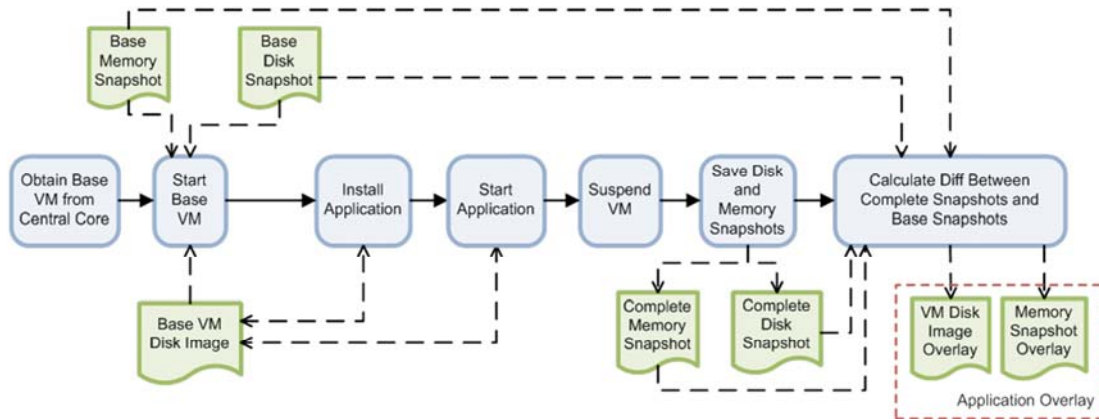 Base
Memory
Snapshot
Base
Disk
Snapshot
Obtain Base
VM from
Central Core
Start
Base
VM
Install
Application
Start
Application
Suspend
VM
Save Disk
and
Memory
Snapshots
Calculate Diff Between
Complete Snapshots and
Base Snapshots
Base VM
Disk Image
Complete
Memory
Snapshot
Complete
Disk
Snapshot
VM Disk
Image
Overlay
Memory
Snapshot
Overlay
Application Overlay